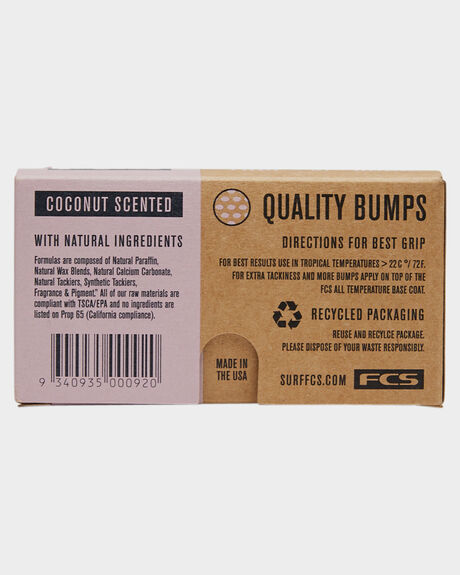 COCONUT SCENTED
WITH NATURAL INGREDIENTS
Formulas are composed of Natural Paraffin,
Natural Wax Blends, Natural Calcium Carbonate,
Natural Tackiers, Synthetic Tackiers,
Fragrance & Pigment." All of our raw materials are
compliant with TSCA/EPA and no ingredients are
listed on Prop 65 (California compliance).
9 340935 000920
MADE IN
THE USA
QUALITY BUMPS
DIRECTIONS FOR BEST GRIP
FOR BEST RESULTS USE IN TROPICAL TEMPERATURES > 22 C °/ 72F.
FOR EXTRA TACKINESS AND MORE BUMPS APPLY ON TOP OF THE
FCS ALL TEMPERATURE BASE COAT.
RECYCLED PACKAGING
REUSE AND RECYLCE PACKAGE.
PLEASE DISPOSE OF YOUR WASTE RESPONSIBLY.
SURFFCS.COM FCS